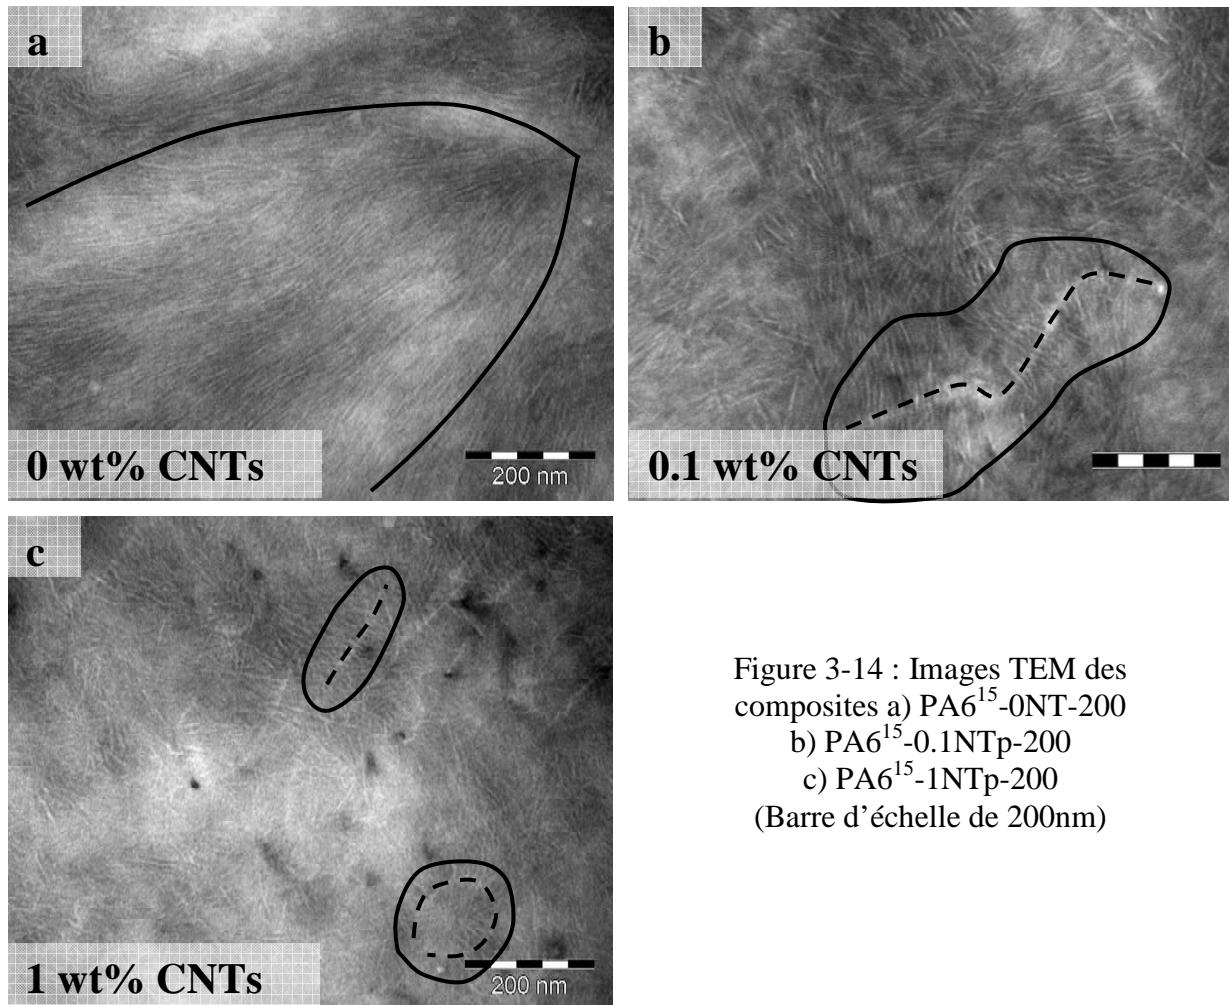 a
0 wt% CNTs
200 nm
b
0.1 wt% CNTs
c
1 wt% CNTs
200 nm
Figure 3-14 : Images TEM des
composites a) PA6¹⁵-0NT-200
b) PA6¹⁵-0.1NTp-200
c) PA6¹⁵-1NTp-200
(Barre d’échelle de 200nm)